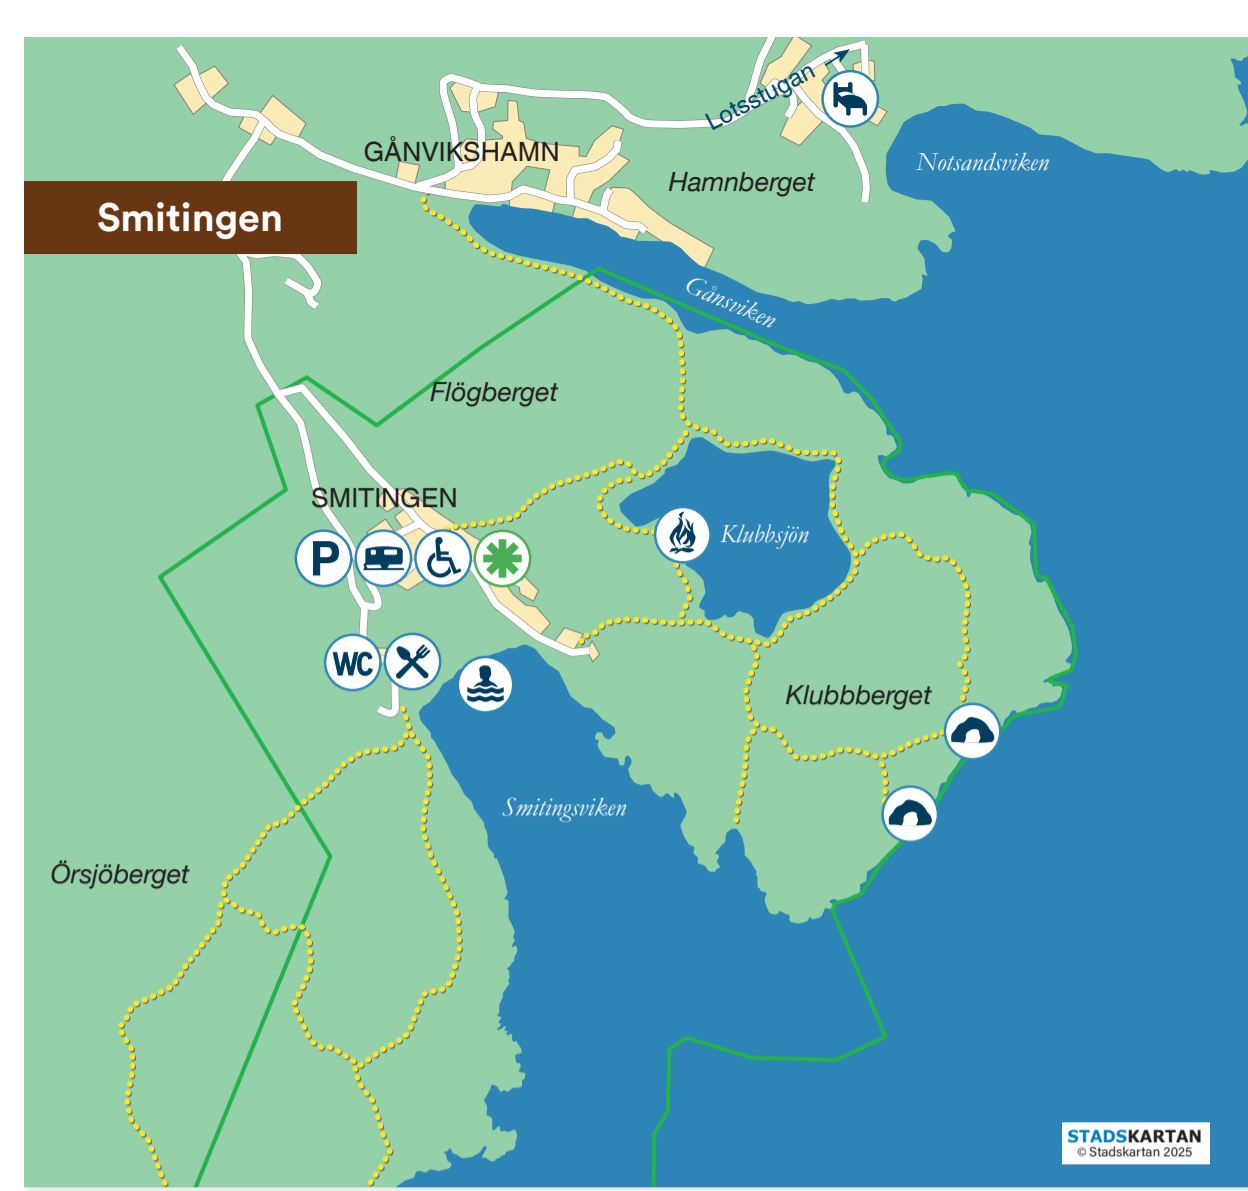 Lotsstugan
GÅNVIKSHAMN
Notsandsviken
Hamnberget
Smitingen
Gånsviken
Flögberget
SMITINGEN
Klubbsjön
P
WC
Klubbberget
Smitingsviken
Örsjöberget
STADSKARTAN
© Stadskartan 2025